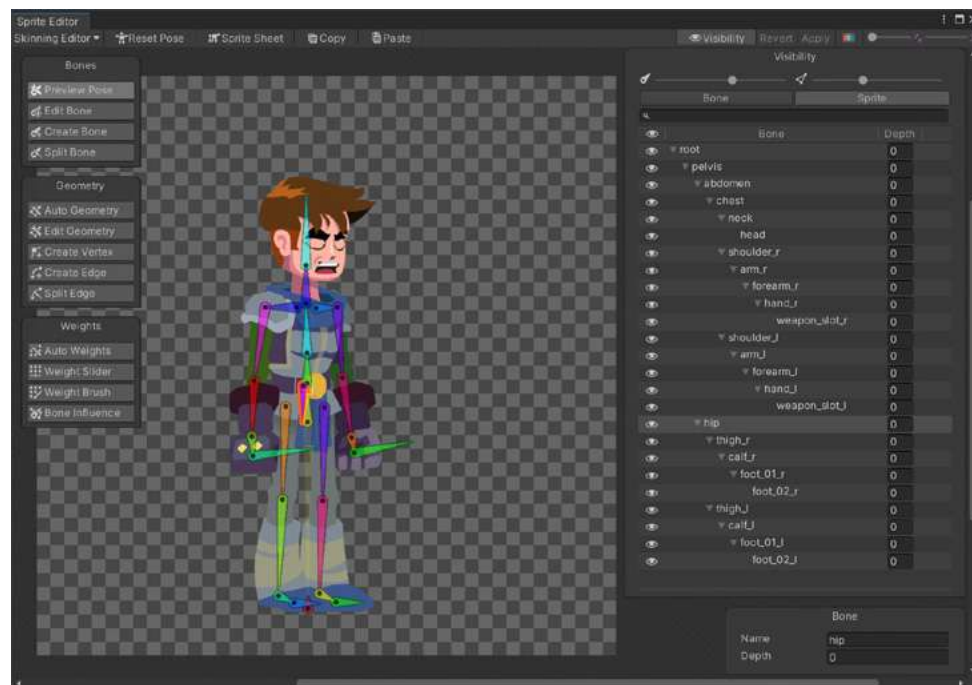 Sprite Editor
Skinning Editor Reset Pose Sprite Sheet Copy Paste Visibility Revert Apply
Bones
Preview Pose
Edit Bone
Create Bone
Split Bone
Geometry
Auto Geometry
Edit Geometry
Create Vertex
Create Edge
Split Edge
Weights
Auto Weights
Weight Slider
Weight Brush
Bone Influence
Visibility
Bone Sprite
Bone Depth
root 0
pelvis 0
abdomen 0
chest 0
neck 0
head 0
shoulder_r 0
arm_r 0
forearm_r 0
hand_r 0
weapon_slot_r 0
shoulder_l 0
arm_l 0
forearm_l 0
hand_l 0
weapon_slot_l 0
hip 0
thigh_r 0
calf_r 0
foot_01_r 0
foot_02_r 0
thigh_l 0
calf_l 0
foot_01_l 0
foot_02_l 0
Bone
Name hip
Depth 0